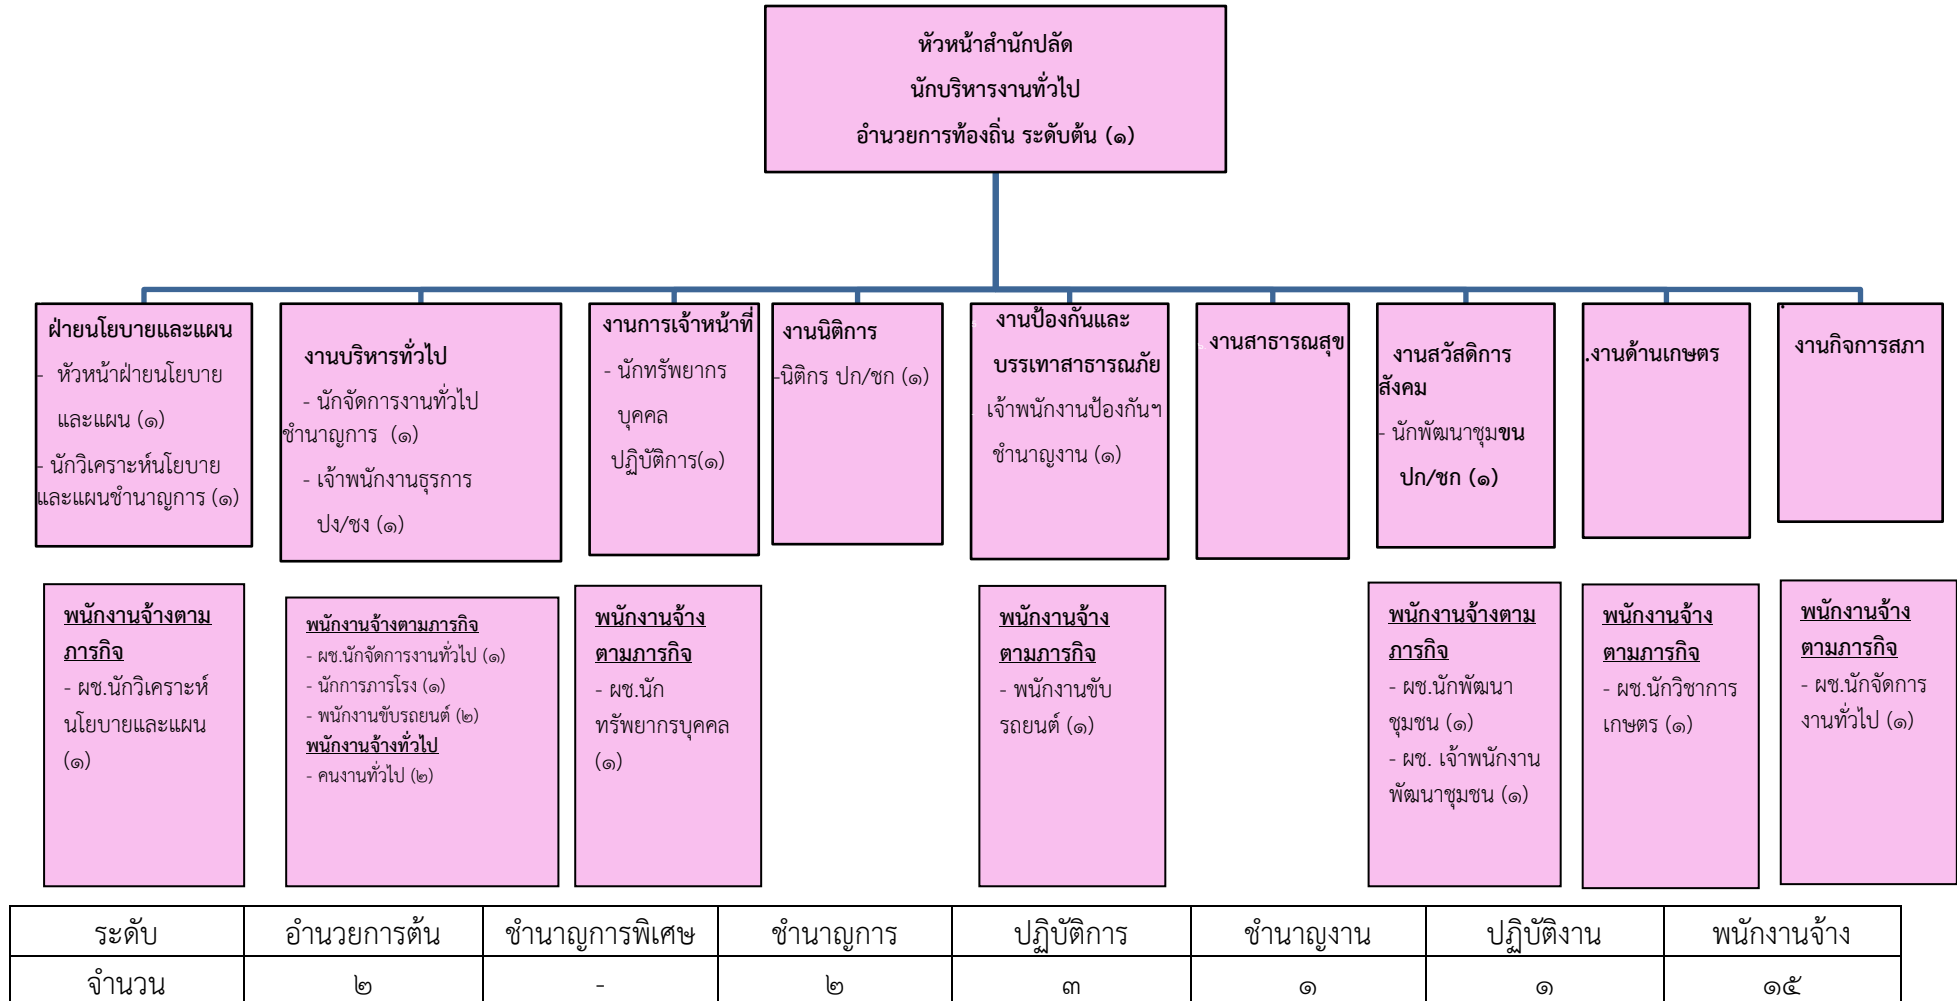 หัวหน้าสำนักปลัด
นักบริหารงานทั่วไป
อำนวยการท้องถิ่น ระดับต้น (๑)
ฝ่ายนโยบายและแผน
- หัวหน้าฝ่ายนโยบาย
และแผน (๑)
- นักวิเคราะห์นโยบาย
และแผนชำนาญการ (๑)
งานบริหารทั่วไป
- นักจัดการงานทั่วไป
ชำนาญการ (๑)
- เจ้าพนักงานธุรการ
ปง/ชง (๑)
งานการเจ้าหน้าที่
- นักทรัพยากร
บุคคล
ปฏิบัติการ(๑)
งานนิติการ
-นิติกร ปก/ชก (๑)
งานป้องกันและ
บรรเทาสาธารณภัย
เจ้าพนักงานป้องกันฯ
ชำนาญงาน (๑)
งานสาธารณสุข
งานสวัสดิการ
สังคม
- นักพัฒนาชุมขน
ปก/ชก (๑)
.งานด้านเกษตร
งานกิจการสภา
พนักงานจ้างตาม
ภารกิจ
- ผช.นักวิเคราะห์
นโยบายและแผน
(๑)
พนักงานจ้างตามภารกิจ
- ผช.นักจัดการงานทั่วไป (๑)
- นักการภารโรง (๑)
- พนักงานขับรถยนต์ (๒)
พนักงานจ้างทั่วไป
- คนงานทั่วไป (๒)
พนักงานจ้าง
ตามภารกิจ
- ผช.นัก
ทรัพยากรบุคคล
(๑)
พนักงานจ้าง
ตามภารกิจ
- พนักงานขับ
รถยนต์ (๑)
พนักงานจ้างตาม
ภารกิจ
- ผช.นักพัฒนา
ชุมชน (๑)
- ผช. เจ้าพนักงาน
พัฒนาชุมชน (๑)
พนักงานจ้าง
ตามภารกิจ
- ผช.นักวิชาการ
เกษตร (๑)
พนักงานจ้าง
ตามภารกิจ
- ผช.นักจัดการ
งานทั่วไป (๑)
ระดับ อำนวยการต้น ชำนาญการพิเศษ ชำนาญการ ปฏิบัติการ ชำนาญงาน ปฏิบัติงาน พนักงานจ้าง
จำนวน ๒ - ๒ ๓ ๑ ๑ ๑๕